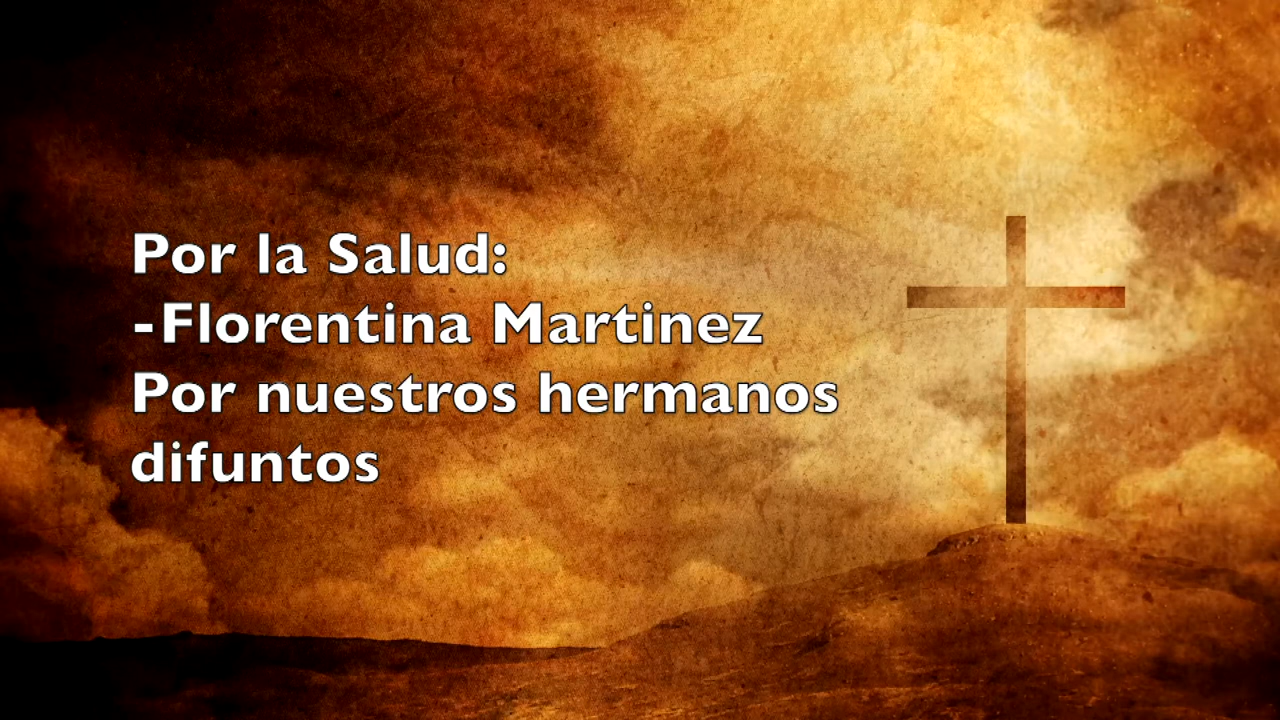 Por la Salud:
-Florentina Martinez
Por nuestros hermanos
difuntos